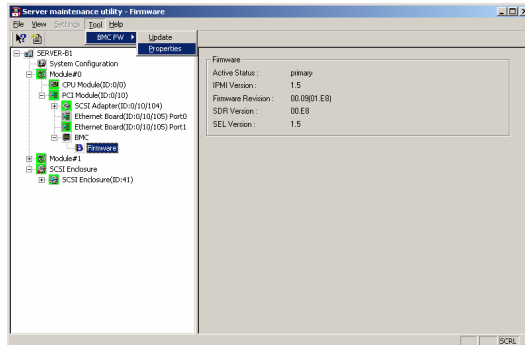 Server maintenance utility - Firmware
File View Settings Tool Help
BMC FW
Update
Properties
SERVER-B1
System Configuration
Module#0
CPU Module(ID:0/0)
PCI Module(ID:0/10)
SCSI Adapter(ID:0/10/104)
Ethernet Board(ID:0/10/105) Port0
Ethernet Board(ID:0/10/105) Port1
BMC
Firmware
Module#1
SCSI Enclosure
SCSI Enclosure(ID:41)
Firmware
Active Status : primary
IPMI Version : 1.5
Firmware Revision : 00.09(01.E8)
SDR Version : 00.E8
SEL Version : 1.5
SCRL